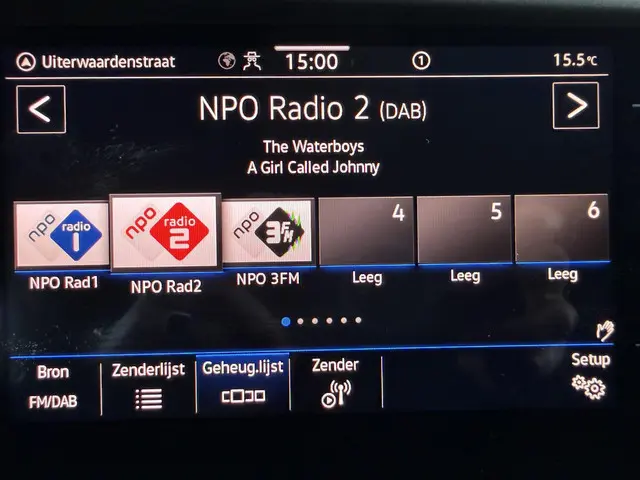 Uiterwaardenstraat 15:00 1 15.5°C
NPO Radio 2 (DAB)
The Waterboys
A Girl Called Johnny
npo radio 1
npo radio 2
npo 3FM
4
5
6
NPO Rad1
NPO Rad2
NPO 3FM
Leeg
Leeg
Leeg
Bron
FM/DAB
Zenderlijst
Geheug.lijst
Zender
Setup